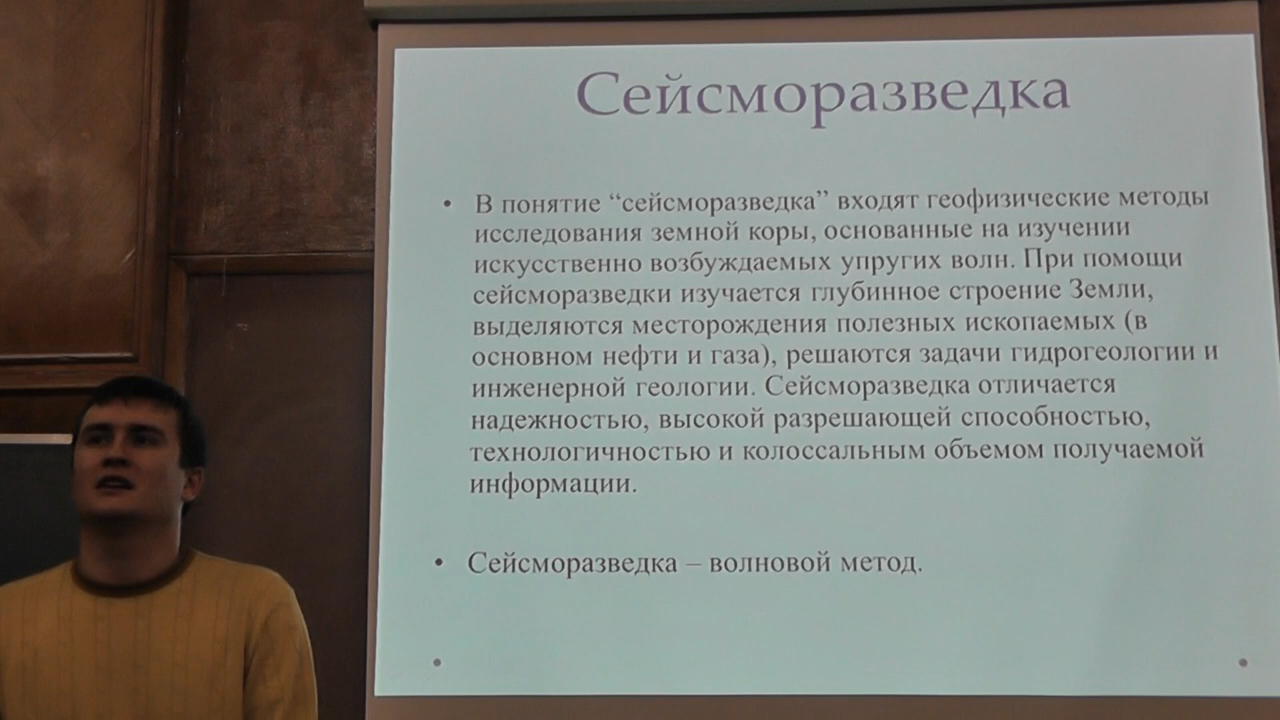 Сейсморазведка
• В понятие “сейсморазведка” входят геофизические методы
исследования земной коры, основанные на изучении
искусственно возбуждаемых упругих волн. При помощи
сейсморазведки изучается глубинное строение Земли,
выделяются месторождения полезных ископаемых (в
основном нефти и газа), решаются задачи гидрогеологии и
инженерной геологии. Сейсморазведка отличается
надежностью, высокой разрешающей способностью,
технологичностью и колоссальным объемом получаемой
информации.
• Сейсморазведка – волновой метод.